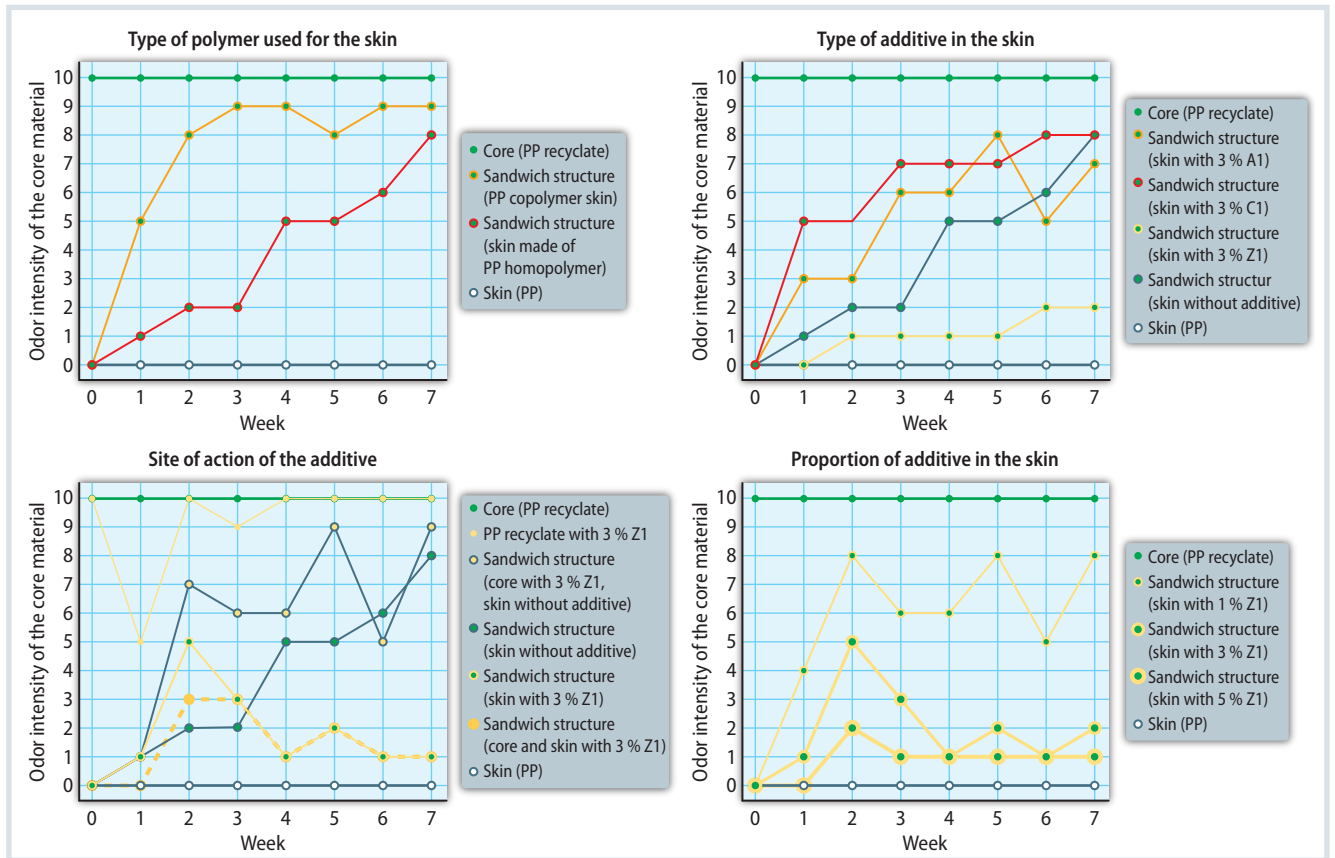 Type of polymer used for the skin
Odor intensity of the core material
10
9
8
7
6
5
4
3
2
1
0
0 1 2 3 4 5 6 7
Week
Core (PP recyclate)
Sandwich structure
(PP copolymer skin)
Sandwich structure
(skin made of
PP homopolymer)
Skin (PP)
Type of additive in the skin
Odor intensity of the core material
10
9
8
7
6
5
4
3
2
1
0
0 1 2 3 4 5 6 7
Week
Core (PP recyclate)
Sandwich structure
(skin with 3 % A1)
Sandwich structure
(skin with 3 % C1)
Sandwich structure
(skin with 3 % Z1)
Sandwich structur
(skin without additive)
Skin (PP)
Site of action of the additive
Odor intensity of the core material
10
9
8
7
6
5
4
3
2
1
0
0 1 2 3 4 5 6 7
Week
Core (PP recyclate)
PP recyclate with 3 % Z1
Sandwich structure
(core with 3 % Z1,
skin without additive)
Sandwich structure
(skin without additive)
Sandwich structure
(skin with 3 % Z1)
Sandwich structure
(core and skin with 3 % Z1)
Skin (PP)
Proportion of additive in the skin
Odor intensity of the core material
10
9
8
7
6
5
4
3
2
1
0
0 1 2 3 4 5 6 7
Week
Core (PP recyclate)
Sandwich structure
(skin with 1 % Z1)
Sandwich structure
(skin with 3 % Z1)
Sandwich structure
(skin with 5 % Z1)
Skin (PP)